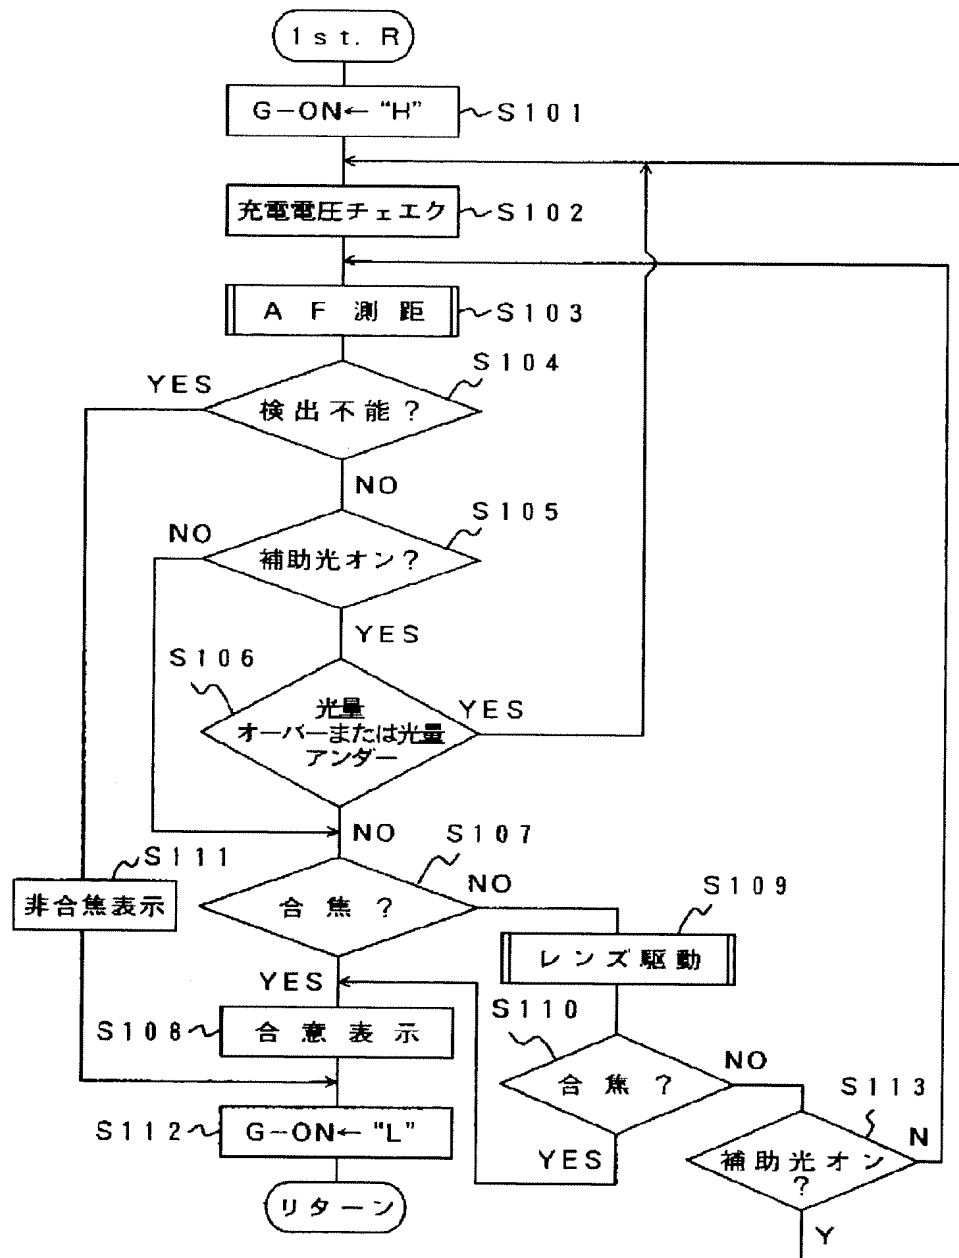 1st. R
G-ON← "H"
S101
充電電圧チェエク
S102
AF測距
S103
S104
YES
検出不能?
NO
S105
NO
補助光オン?
YES
S106
光量
オーバーまたは光量
アンダー
YES
NO
S107
S111
非合焦表示
合焦?
NO
S109
レンズ駆動
YES
S110
S108
合意表示
合焦?
NO
S113
S112
G-ON← "L"
YES
補助光オン
?
N
リターン
Y